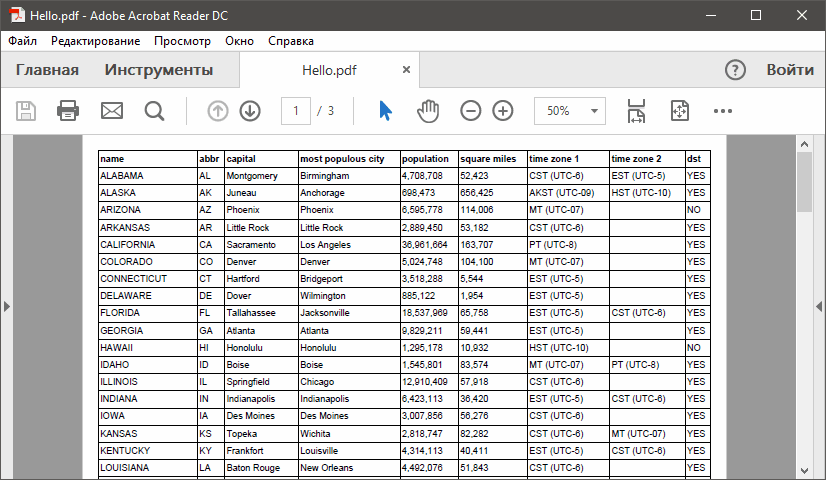 Hello.pdf - Adobe Acrobat Reader DC
Файл Редактирование Просмотр Окно Справка
Главная Инструменты Hello.pdf × ? Войти
1 / 3 50%
name abbr capital most populous city population square miles time zone 1 time zone 2 dst
ALABAMA AL Montgomery Birmingham 4,708,708 52,423 CST (UTC-6) EST (UTC-5) YES
ALASKA AK Juneau Anchorage 698,473 656,425 AKST (UTC-09) HST (UTC-10) YES
ARIZONA AZ Phoenix Phoenix 6,595,778 114,006 MT (UTC-07) NO
ARKANSAS AR Little Rock Little Rock 2,889,450 53,182 CST (UTC-6) YES
CALIFORNIA CA Sacramento Los Angeles 36,961,664 163,707 PT (UTC-8) YES
COLORADO CO Denver Denver 5,024,748 104,100 MT (UTC-07) YES
CONNECTICUT CT Hartford Bridgeport 3,518,288 5,544 EST (UTC-5) YES
DELAWARE DE Dover Wilmington 885,122 1,954 EST (UTC-5) YES
FLORIDA FL Tallahassee Jacksonville 18,537,969 65,758 EST (UTC-5) CST (UTC-6) YES
GEORGIA GA Atlanta Atlanta 9,829,211 59,441 EST (UTC-5) YES
HAWAII HI Honolulu Honolulu 1,295,178 10,932 HST (UTC-10) NO
IDAHO ID Boise Boise 1,545,801 83,574 MT (UTC-07) PT (UTC-8) YES
ILLINOIS IL Springfield Chicago 12,910,409 57,918 CST (UTC-6) YES
INDIANA IN Indianapolis Indianapolis 6,423,113 36,420 EST (UTC-5) CST (UTC-6) YES
IOWA IA Des Moines Des Moines 3,007,856 56,276 CST (UTC-6) YES
KANSAS KS Topeka Wichita 2,818,747 82,282 CST (UTC-6) MT (UTC-07) YES
KENTUCKY KY Frankfort Louisville 4,314,113 40,411 EST (UTC-5) CST (UTC-6) YES
LOUISIANA LA Baton Rouge New Orleans 4,492,076 51,843 CST (UTC-6) YES